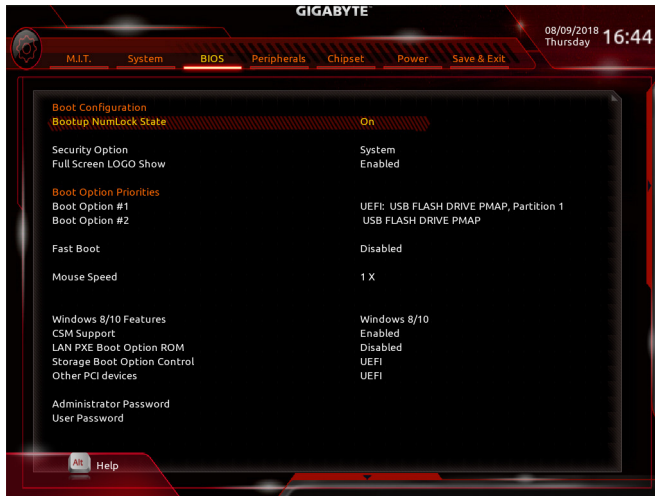 GIGABYTE
08/09/2018 Thursday 16:44
M.I.T. System BIOS Peripherals Chipset Power Save & Exit
Boot Configuration
Bootup NumLock State On
Security Option System
Full Screen LOGO Show Enabled
Boot Option Priorities
Boot Option #1 UEFI: USB FLASH DRIVE PMAP, Partition 1
Boot Option #2 USB FLASH DRIVE PMAP
Fast Boot Disabled
Mouse Speed 1 X
Windows 8/10 Features Windows 8/10
CSM Support Enabled
LAN PXE Boot Option ROM Disabled
Storage Boot Option Control UEFI
Other PCI devices UEFI
Administrator Password
User Password
Alt Help